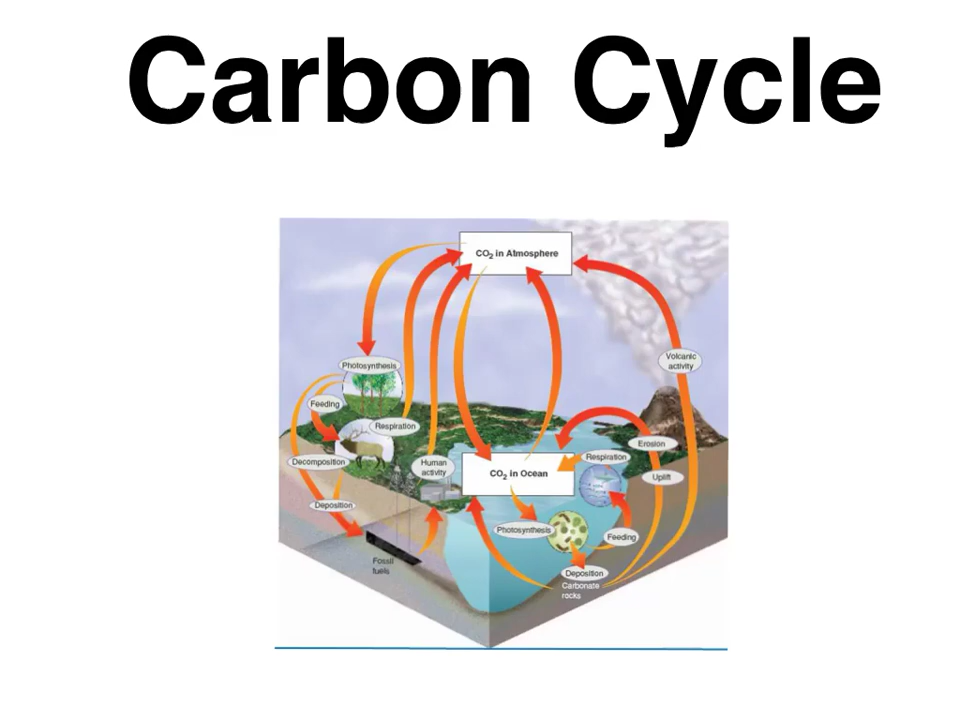 Carbon Cycle
CO₂ in Atmosphere
Volcanic
activity
Photosynthesis
Feeding
Respiration
Decomposition
Human
activity
Erosion
Respiration
CO₂ in Ocean
Uplift
Deposition
Photosynthesis
Feeding
Fossil
fuels
Deposition
Carbonate
rocks